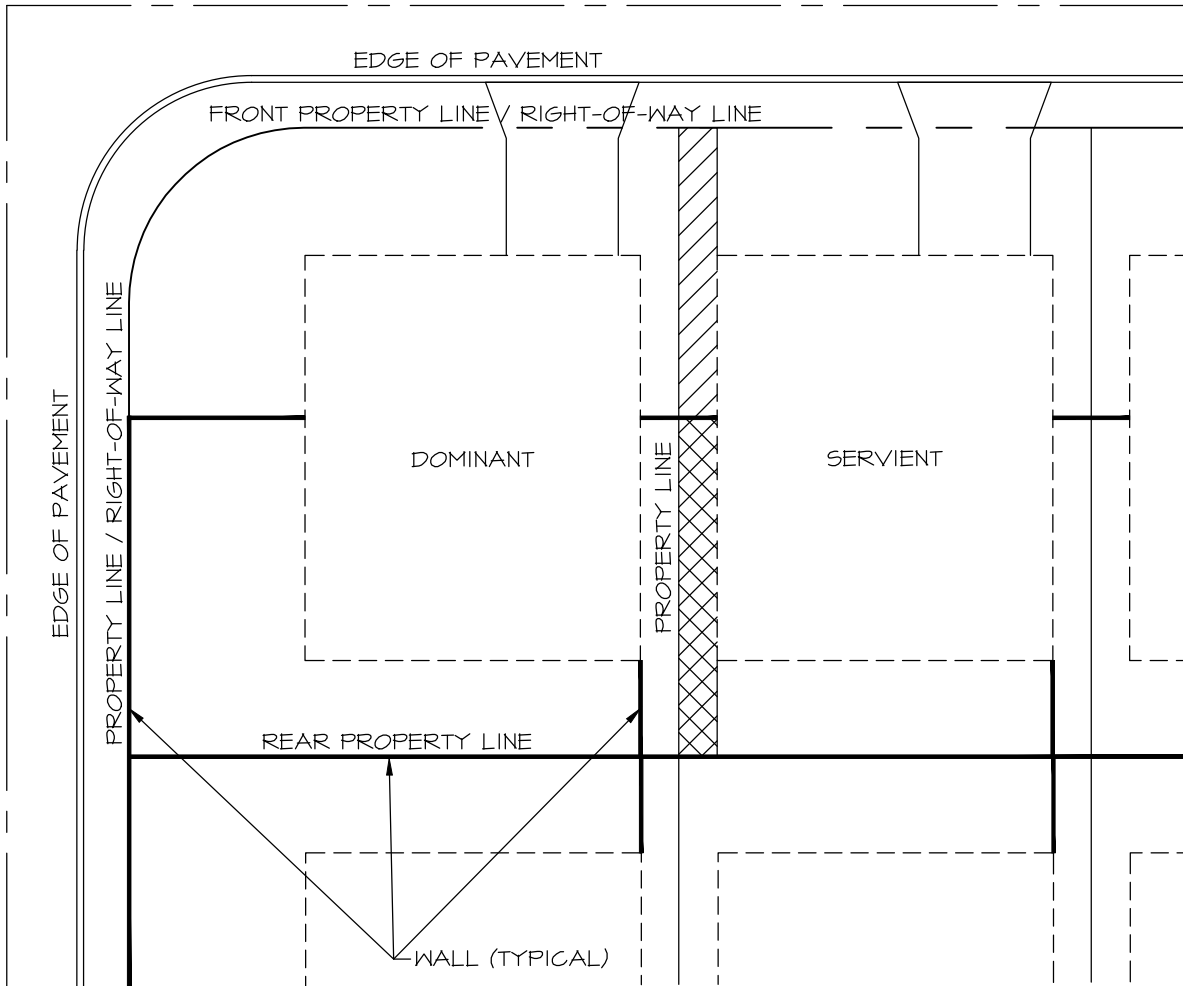 EDGE OF PAVEMENT
FRONT PROPERTY LINE / RIGHT-OF-WAY LINE
PROPERTY LINE / RIGHT-OF-WAY LINE
EDGE OF PAVEMENT
DOMINANT
SERVIENT
PROPERTY LINE
REAR PROPERTY LINE
WALL (TYPICAL)